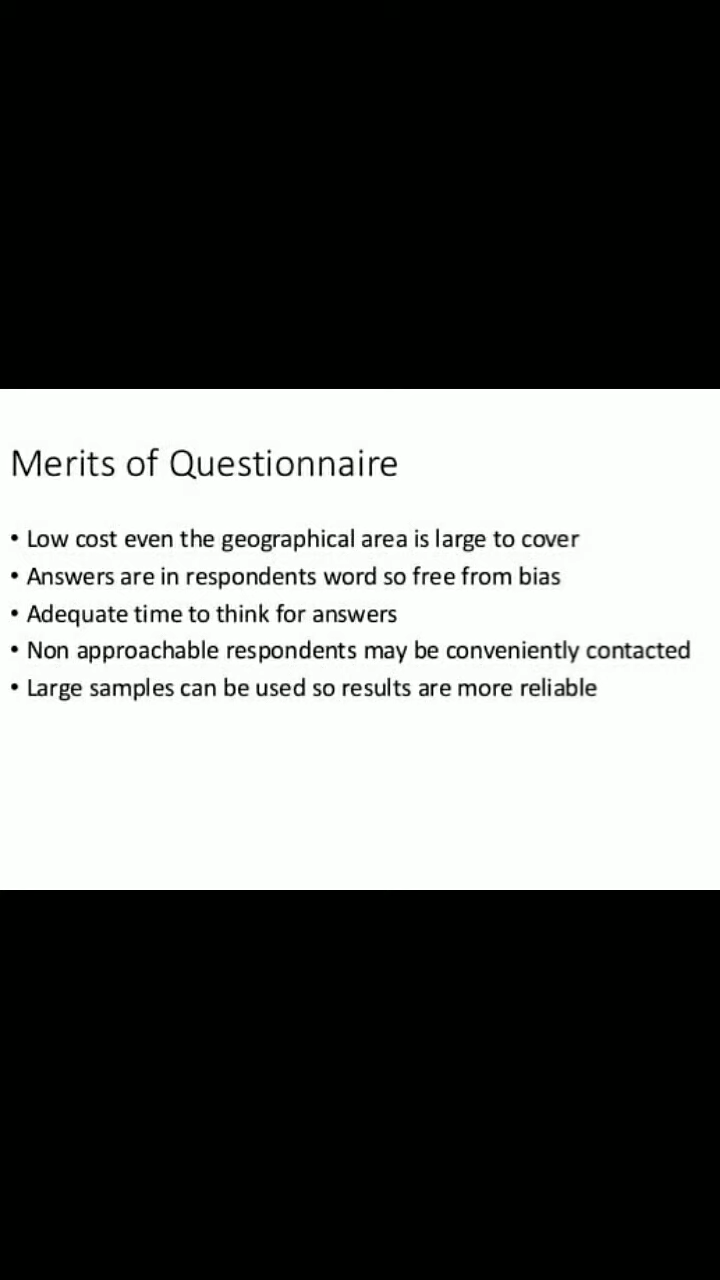 Merits of Questionnaire
• Low cost even the geographical area is large to cover
• Answers are in respondents word so free from bias
• Adequate time to think for answers
• Non approachable respondents may be conveniently contacted
• Large samples can be used so results are more reliable